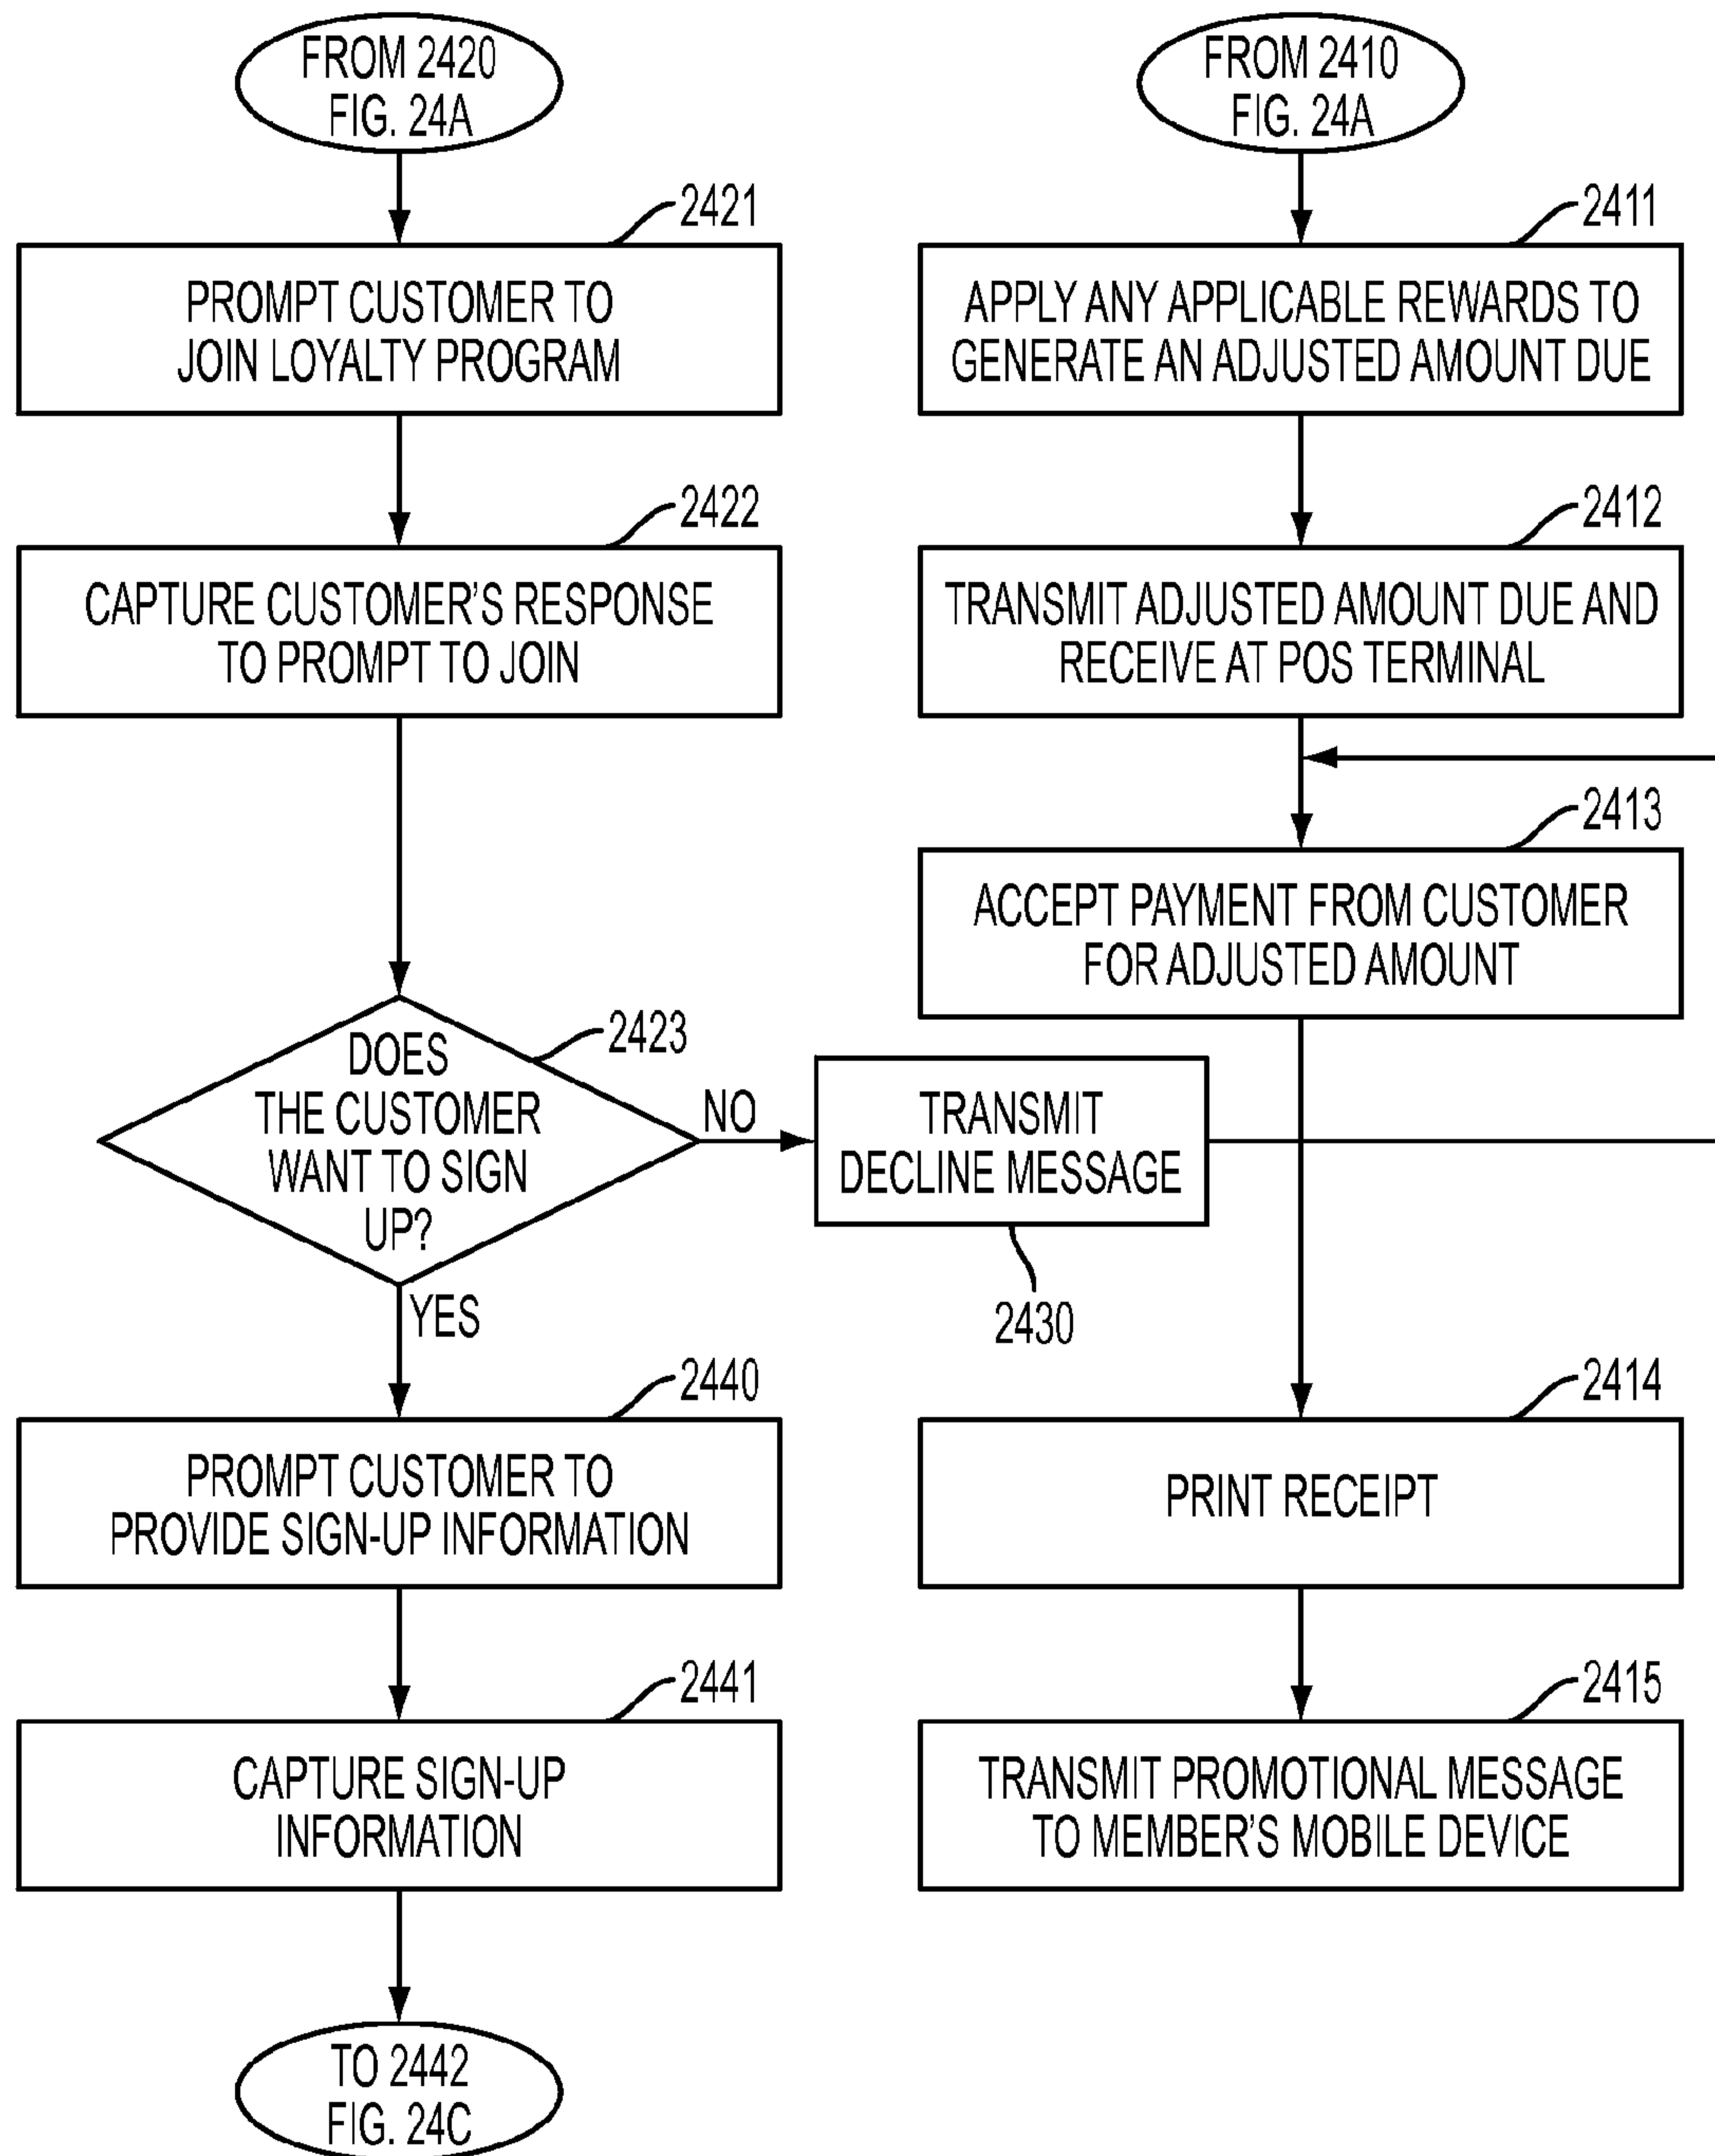 FROM 2420
FIG. 24A
2421
PROMPT CUSTOMER TO
JOIN LOYALTY PROGRAM
2422
CAPTURE CUSTOMER'S RESPONSE
TO PROMPT TO JOIN
2423
DOES
THE CUSTOMER
WANT TO SIGN
UP?
NO
TRANSMIT
DECLINE MESSAGE
2430
YES
2440
PROMPT CUSTOMER TO
PROVIDE SIGN-UP INFORMATION
2441
CAPTURE SIGN-UP
INFORMATION
TO 2442
FIG. 24C
FROM 2410
FIG. 24A
2411
APPLY ANY APPLICABLE REWARDS TO
GENERATE AN ADJUSTED AMOUNT DUE
2412
TRANSMIT ADJUSTED AMOUNT DUE AND
RECEIVE AT POS TERMINAL
2413
ACCEPT PAYMENT FROM CUSTOMER
FOR ADJUSTED AMOUNT
2414
PRINT RECEIPT
2415
TRANSMIT PROMOTIONAL MESSAGE
TO MEMBER'S MOBILE DEVICE